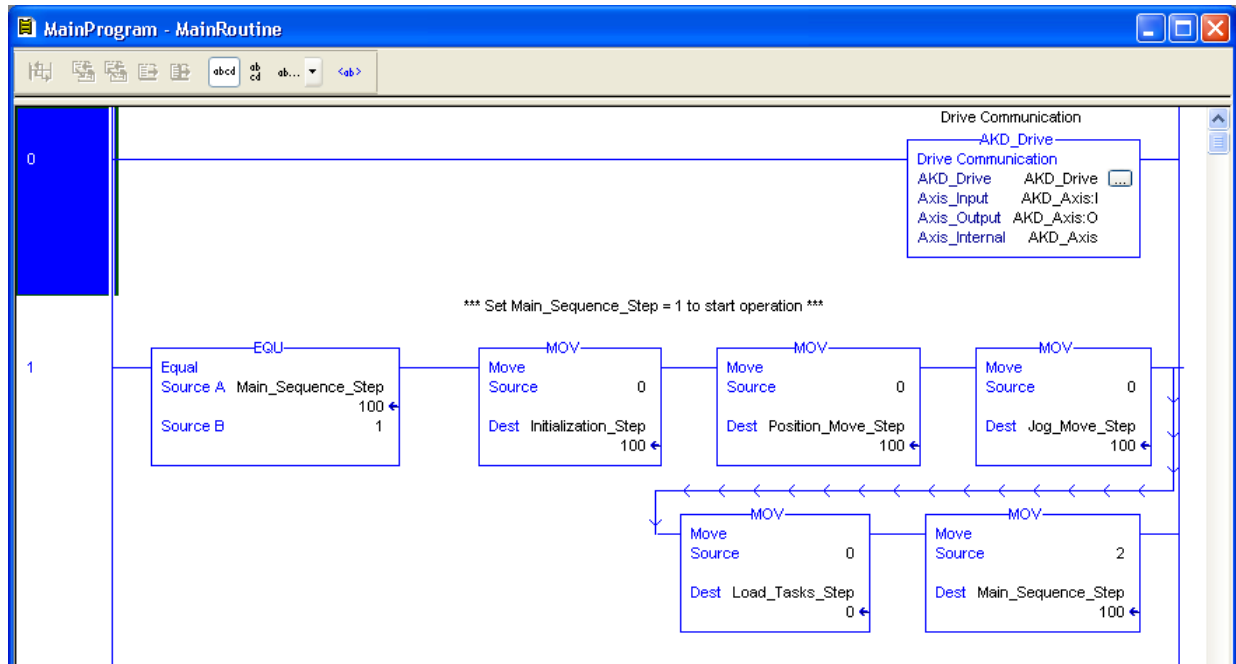 MainProgram - MainRoutine
abcd ab cd ab... <ab>
Drive Communication
0
AKD_Drive
Drive Communication
AKD_Drive AKD_Drive ...
Axis_Input AKD_Axis:I
Axis_Output AKD_Axis:O
Axis_Internal AKD_Axis
*** Set Main_Sequence_Step = 1 to start operation ***
1
EQU
Equal
Source A Main_Sequence_Step
100
Source B 1
MOV
Move
Source 0
Dest Initialization_Step
100
MOV
Move
Source 0
Dest Position_Move_Step
100
MOV
Move
Source 0
Dest Jog_Move_Step
100
MOV
Move
Source 0
Dest Load_Tasks_Step
0
MOV
Move
Source 2
Dest Main_Sequence_Step
100